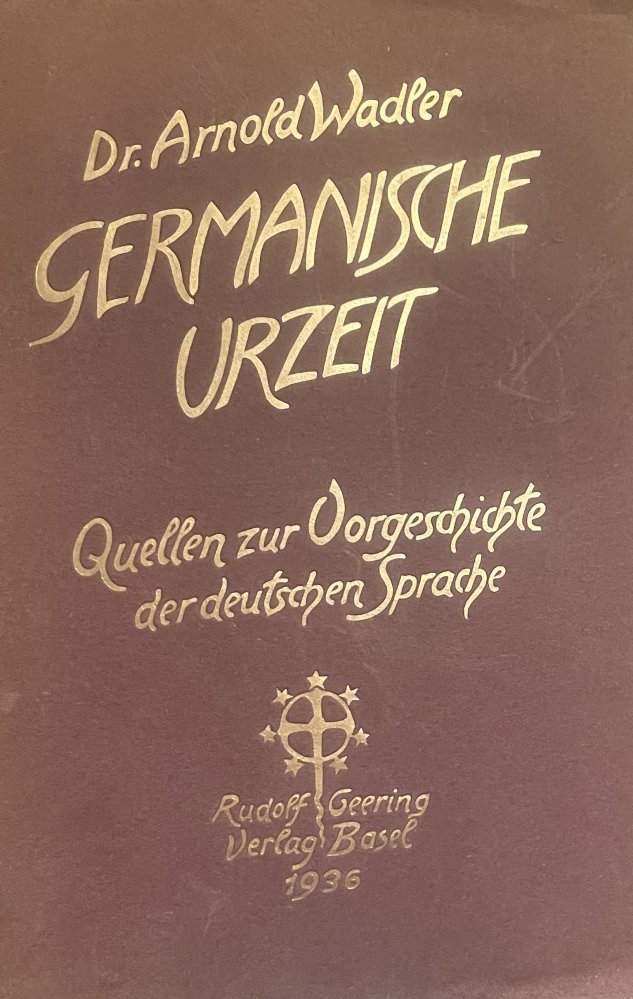 Dr. Arnold Wadler
GERMANISCHE
URZEIT
Quellen zur Vorgeschichte
der deutschen Sprache
Rudolf Geering
Verlag Basel
1936